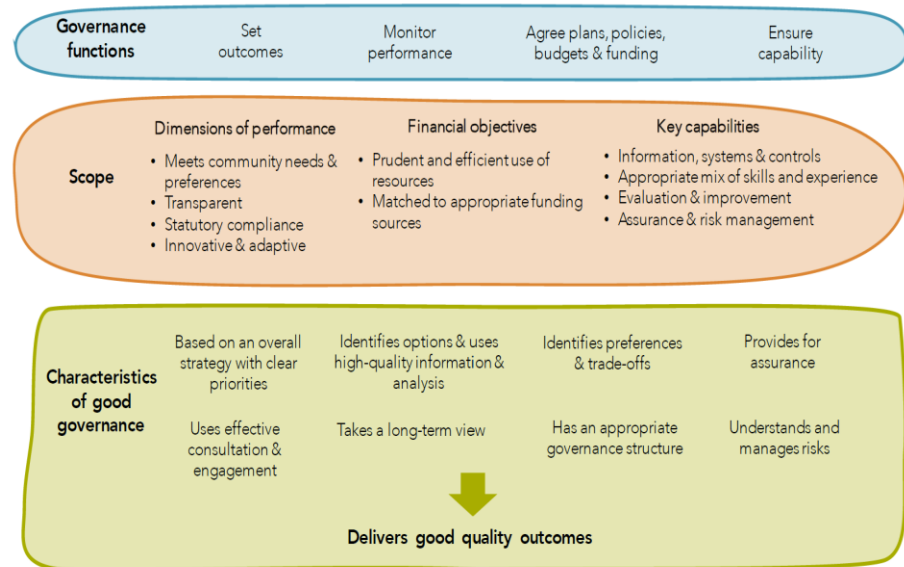 Governance
functions
Set
outcomes
Monitor
performance
Agree plans, policies,
budgets & funding
Ensure
capability
Scope
Dimensions of performance
• Meets community needs &
preferences
• Transparent
• Statutory compliance
• Innovative & adaptive
Financial objectives
• Prudent and efficient use of
resources
• Matched to appropriate funding
sources
Key capabilities
• Information, systems & controls
• Appropriate mix of skills and experience
• Evaluation & improvement
• Assurance & risk management
Characteristics
of good
governance
Based on an overall
strategy with clear
priorities
Identifies options & uses
high-quality information &
analysis
Identifies preferences
& trade-offs
Provides for
assurance
Uses effective
consultation &
engagement
Takes a long-term view
Has an appropriate
governance structure
Understands and
manages risks
Delivers good quality outcomes